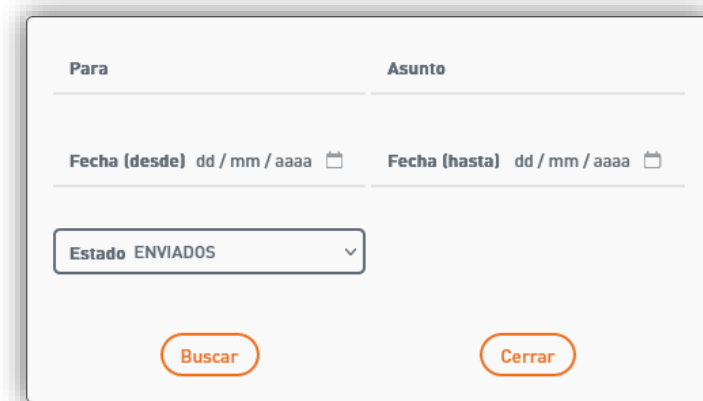 Para Asunto
Fecha (desde) dd / mm / aaaa Fecha (hasta) dd / mm / aaaa
Estado ENVIADOS
Buscar Cerrar